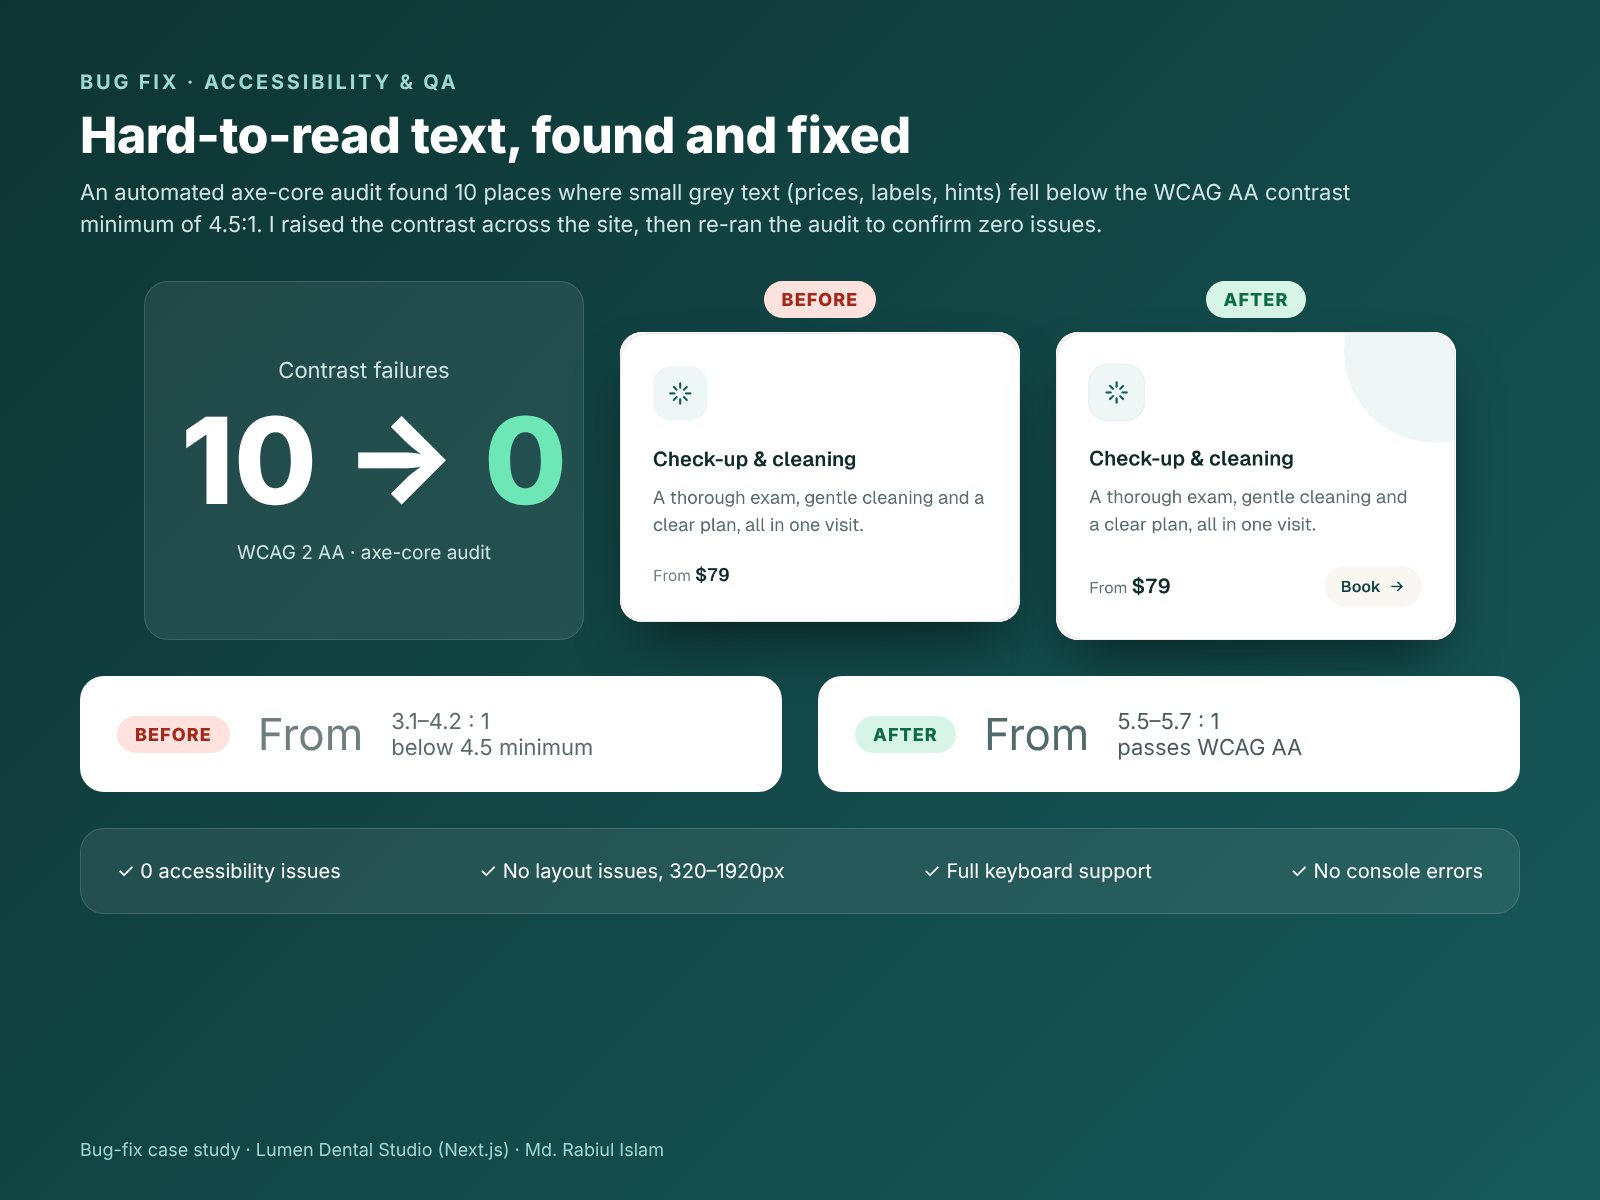 BUG FIX · ACCESSIBILITY & QA
Hard-to-read text, found and fixed
An automated axe-core audit found 10 places where small grey text (prices, labels, hints) fell below the WCAG AA contrast
minimum of 4.5:1. I raised the contrast across the site, then re-ran the audit to confirm zero issues.
Contrast failures
10 → 0
WCAG 2 AA · axe-core audit
BEFORE
Check-up & cleaning
A thorough exam, gentle cleaning and a
clear plan, all in one visit.
From $79
AFTER
Check-up & cleaning
A thorough exam, gentle cleaning and
a clear plan, all in one visit.
From $79
Book →
BEFORE
From
3.1–4.2 : 1
below 4.5 minimum
AFTER
From
5.5–5.7 : 1
passes WCAG AA
✓ 0 accessibility issues
✓ No layout issues, 320–1920px
✓ Full keyboard support
✓ No console errors
Bug-fix case study · Lumen Dental Studio (Next.js) · Md. Rabiul Islam